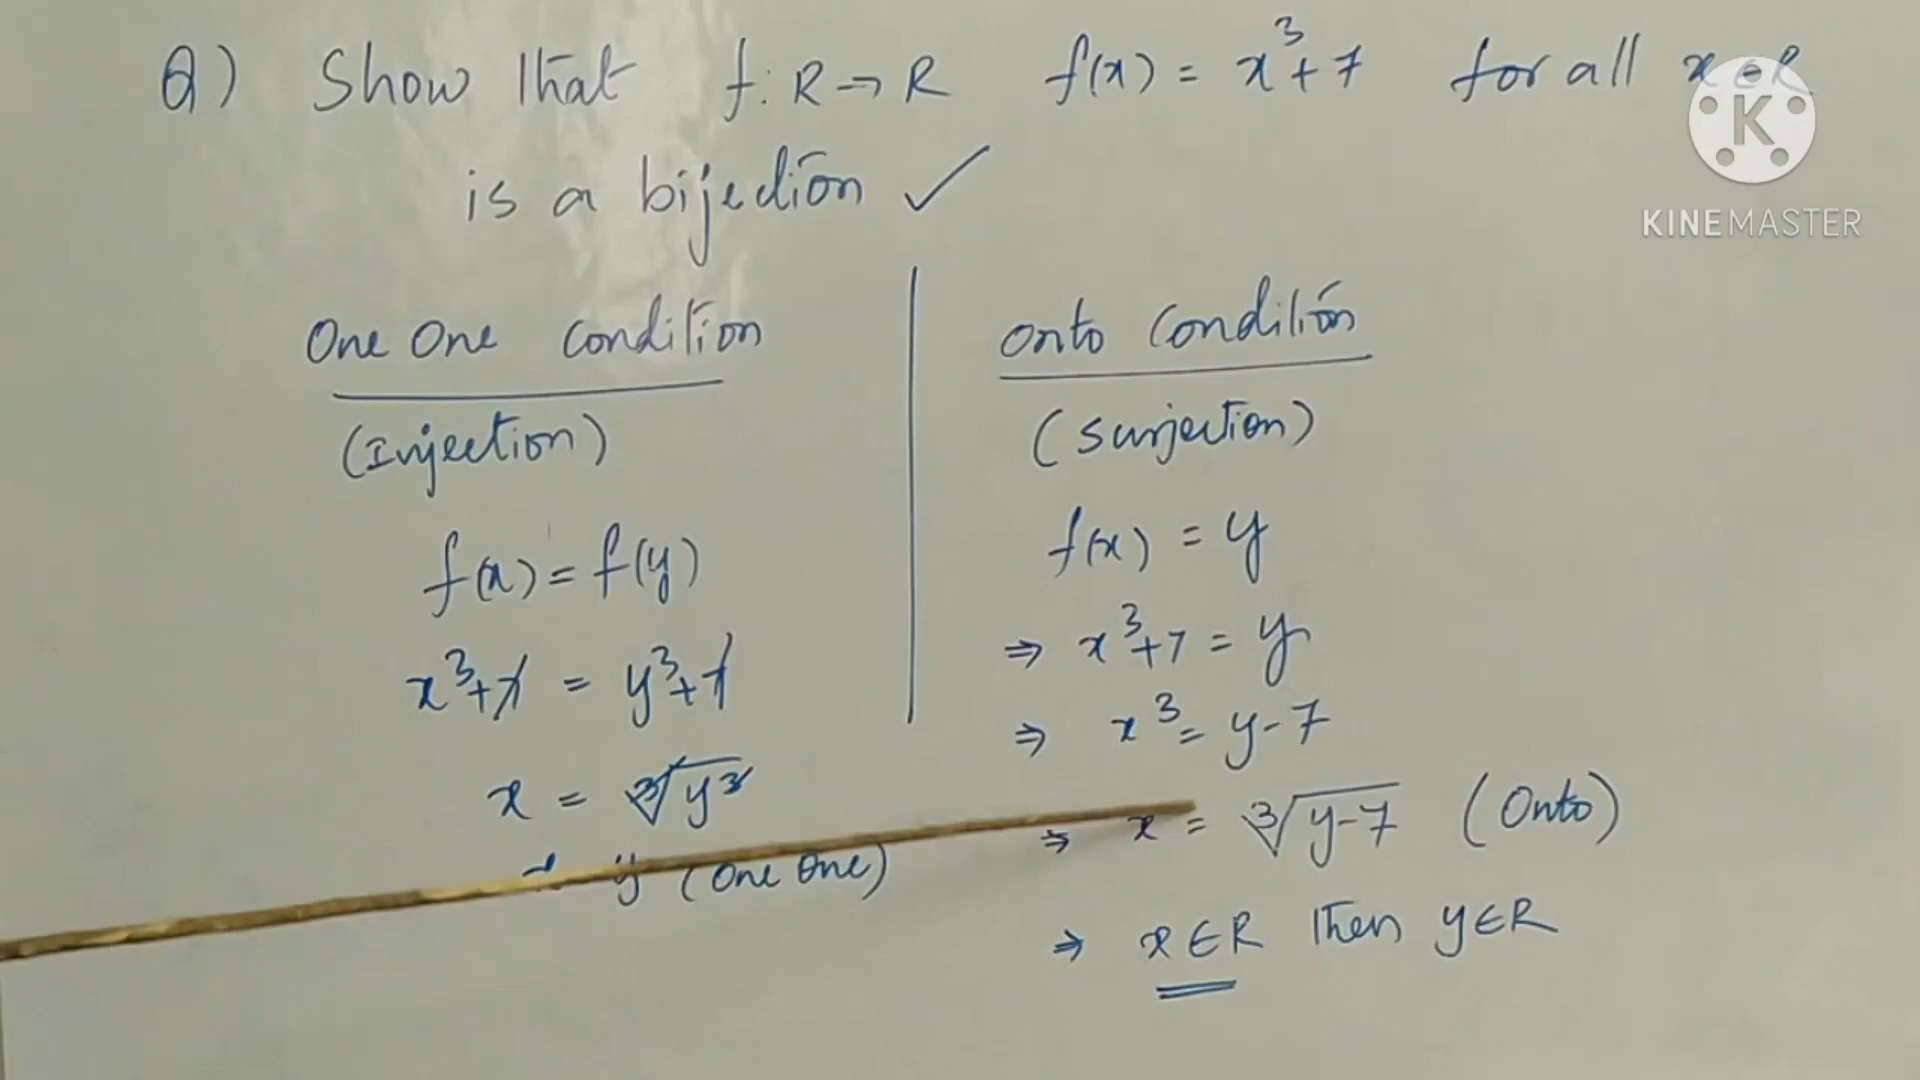 Q) Show that f: R → R f(x) = x³+7 for all x ∈ R
is a bijection ✓
K
KINEMASTER
One One condition
(Injection)
f(x) = f(y)
x³+7 = y³+7
x = ∛y³
y (One One)
Onto condition
(Surjection)
f(x) = y
⇒ x³+7 = y
⇒ x³ = y-7
⇒ x = ∛y-7 (Onto)
⇒ x∈R then y∈R